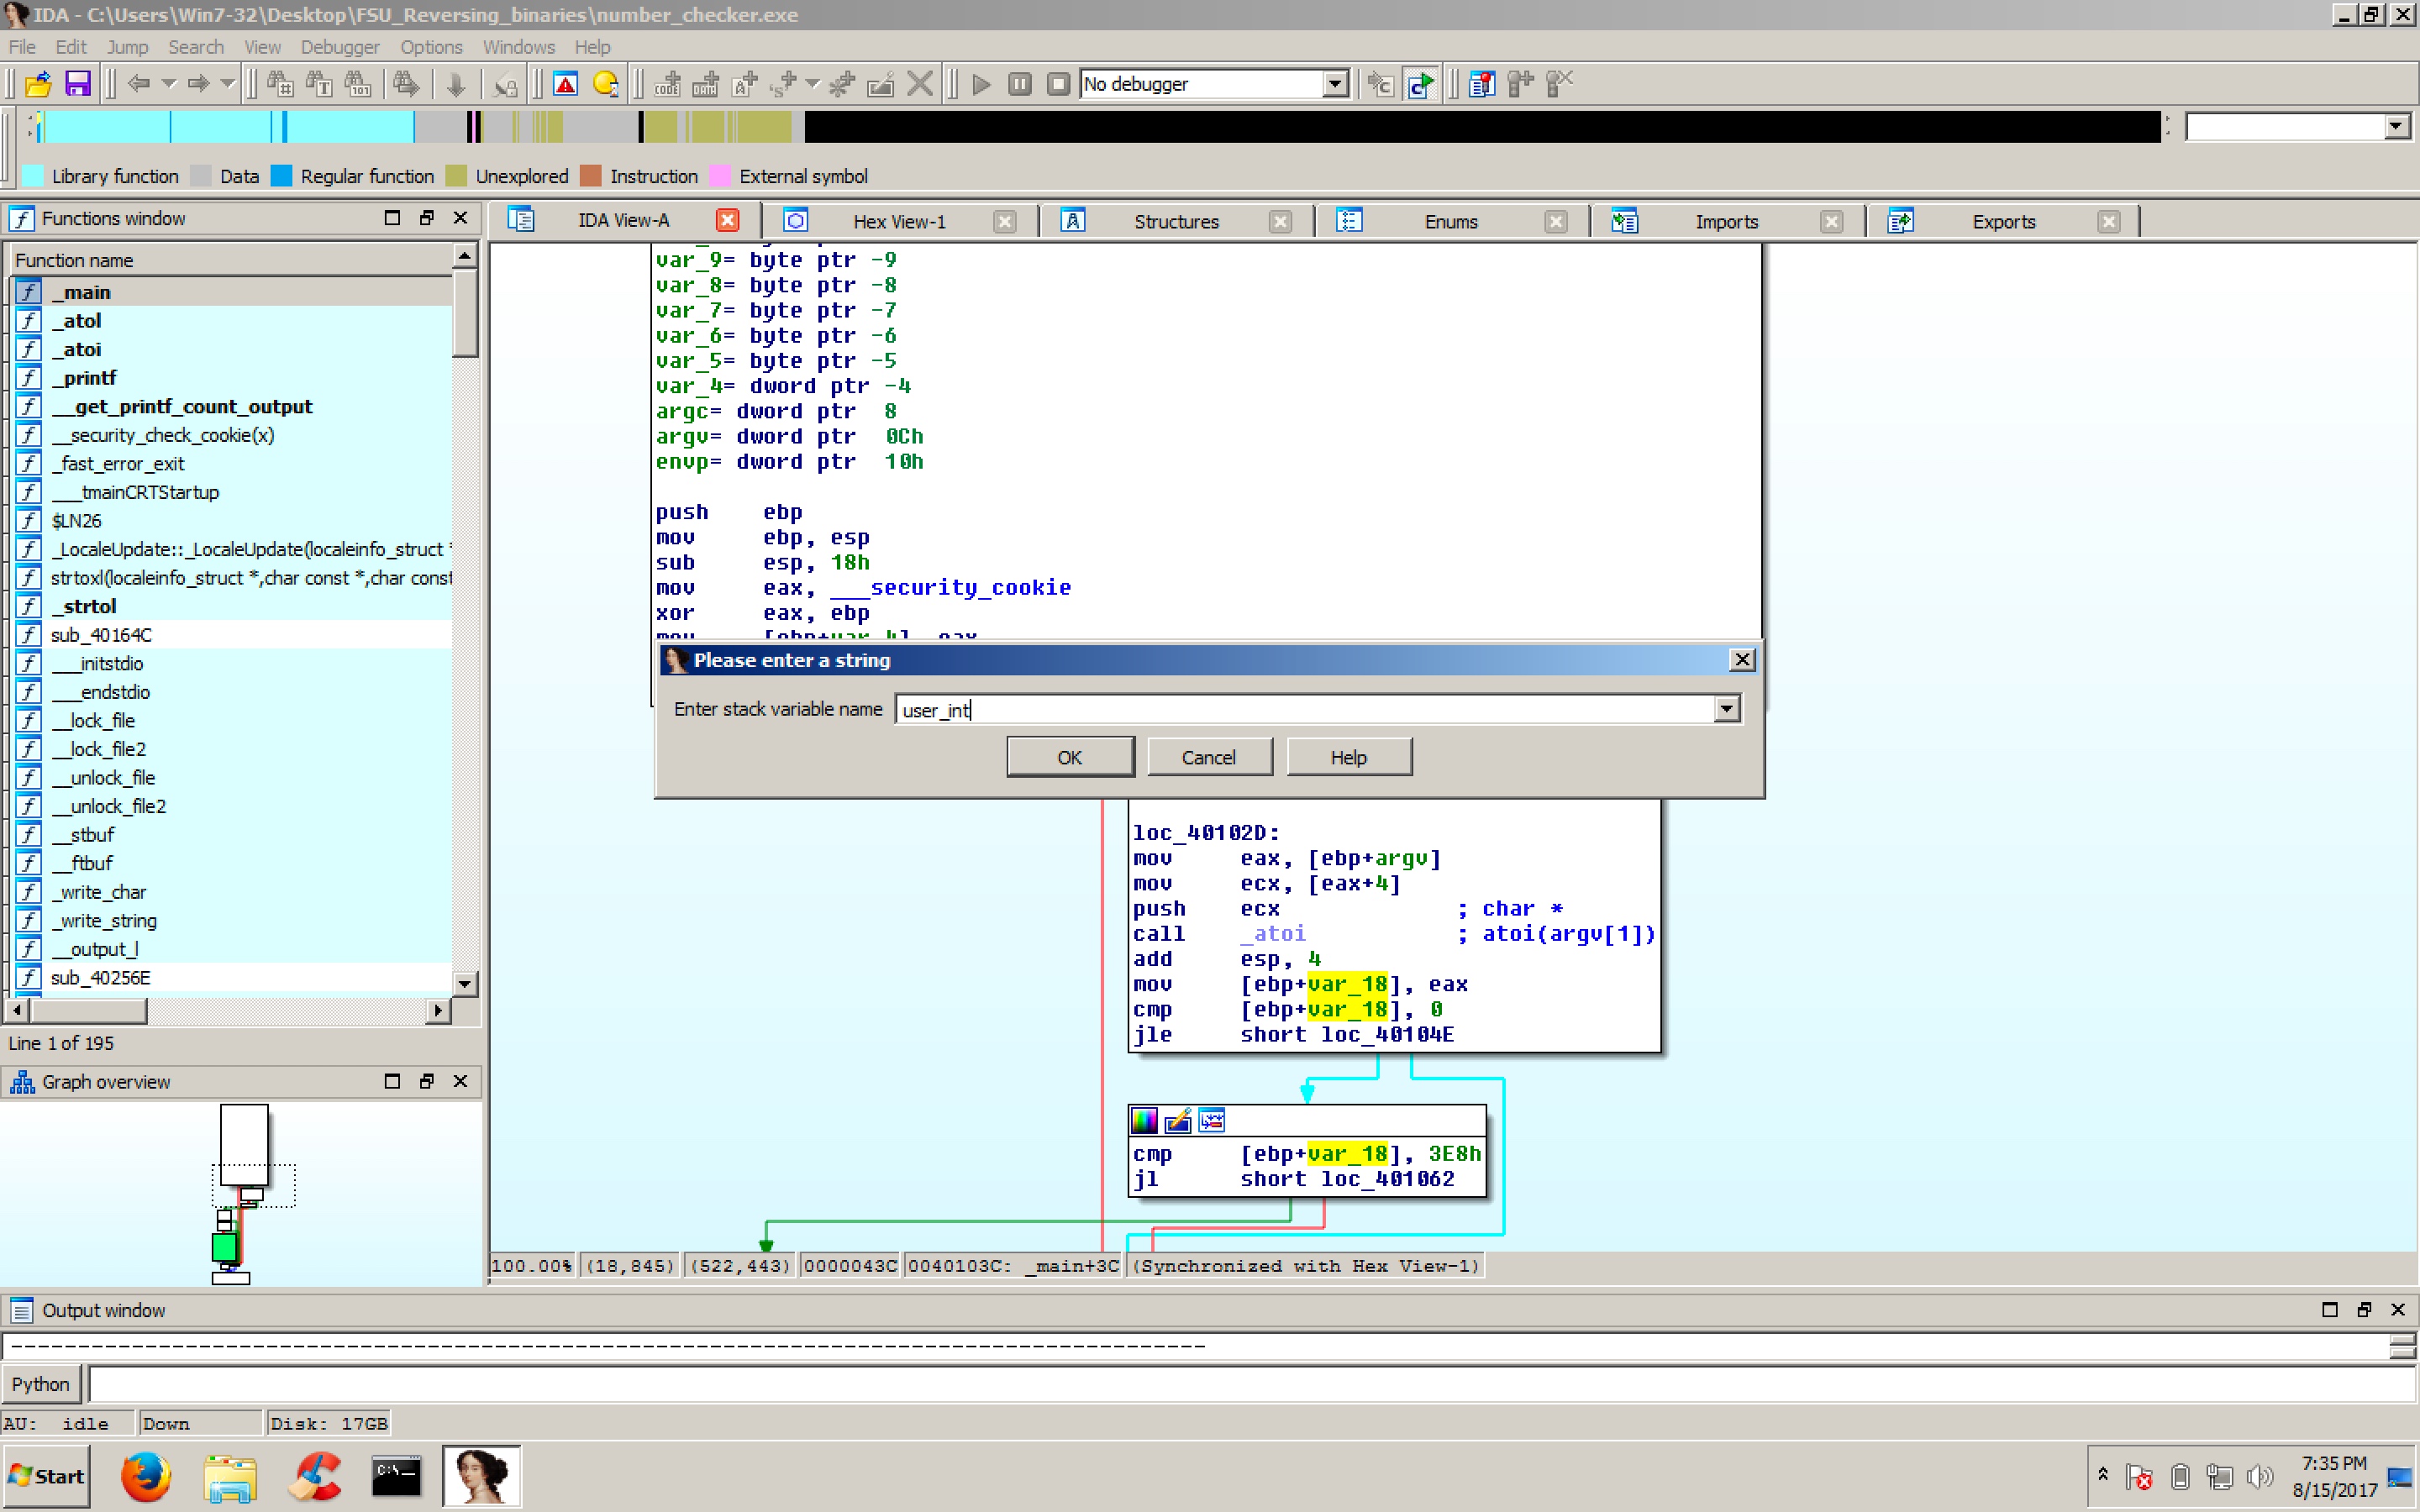 IDA - C:\Users\Win7-32\Desktop\FSU_Reversing_binaries\number_checker.exe
File Edit Jump Search View Debugger Options Windows Help
No debugger
Library function Data Regular function Unexplored Instruction External symbol
Functions window
IDA View-A Hex View-1 Structures Enums Imports Exports
Function name
_main
_atol
_atoi
_printf
__get_printf_count_output
__security_check_cookie(x)
_fast_error_exit
___tmainCRTStartup
$LN26
_LocaleUpdate::_LocaleUpdate(localeinfo_struct *
strtoxl(localeinfo_struct *,char const *,char const
_strtol
sub_40164C
___initstdio
___endstdio
__lock_file
__lock_file2
__unlock_file
__unlock_file2
__stbuf
__ftbuf
_write_char
_write_string
__output_l
sub_40256E
Line 1 of 195
Graph overview
var_9= byte ptr -9
var_8= byte ptr -8
var_7= byte ptr -7
var_6= byte ptr -6
var_5= byte ptr -5
var_4= dword ptr -4
argc= dword ptr 8
argv= dword ptr 0Ch
envp= dword ptr 10h
push ebp
mov ebp, esp
sub esp, 18h
mov eax, ___security_cookie
xor eax, ebp
mov [ebp+var_4], eax
Please enter a string
Enter stack variable name user_int
OK Cancel Help
loc_40102D:
mov eax, [ebp+argv]
mov ecx, [eax+4]
push ecx ; char *
call _atoi ; atoi(argv[1])
add esp, 4
mov [ebp+var_18], eax
cmp [ebp+var_18], 0
jle short loc_40104E
cmp [ebp+var_18], 3E8h
jl short loc_401062
100.00% (18,845) (522,443) 0000043C 0040103C: _main+3C (Synchronized with Hex View-1)
Output window
Python
AU: idle Down Disk: 17GB
Start
C:\_
7:35 PM
8/15/2017